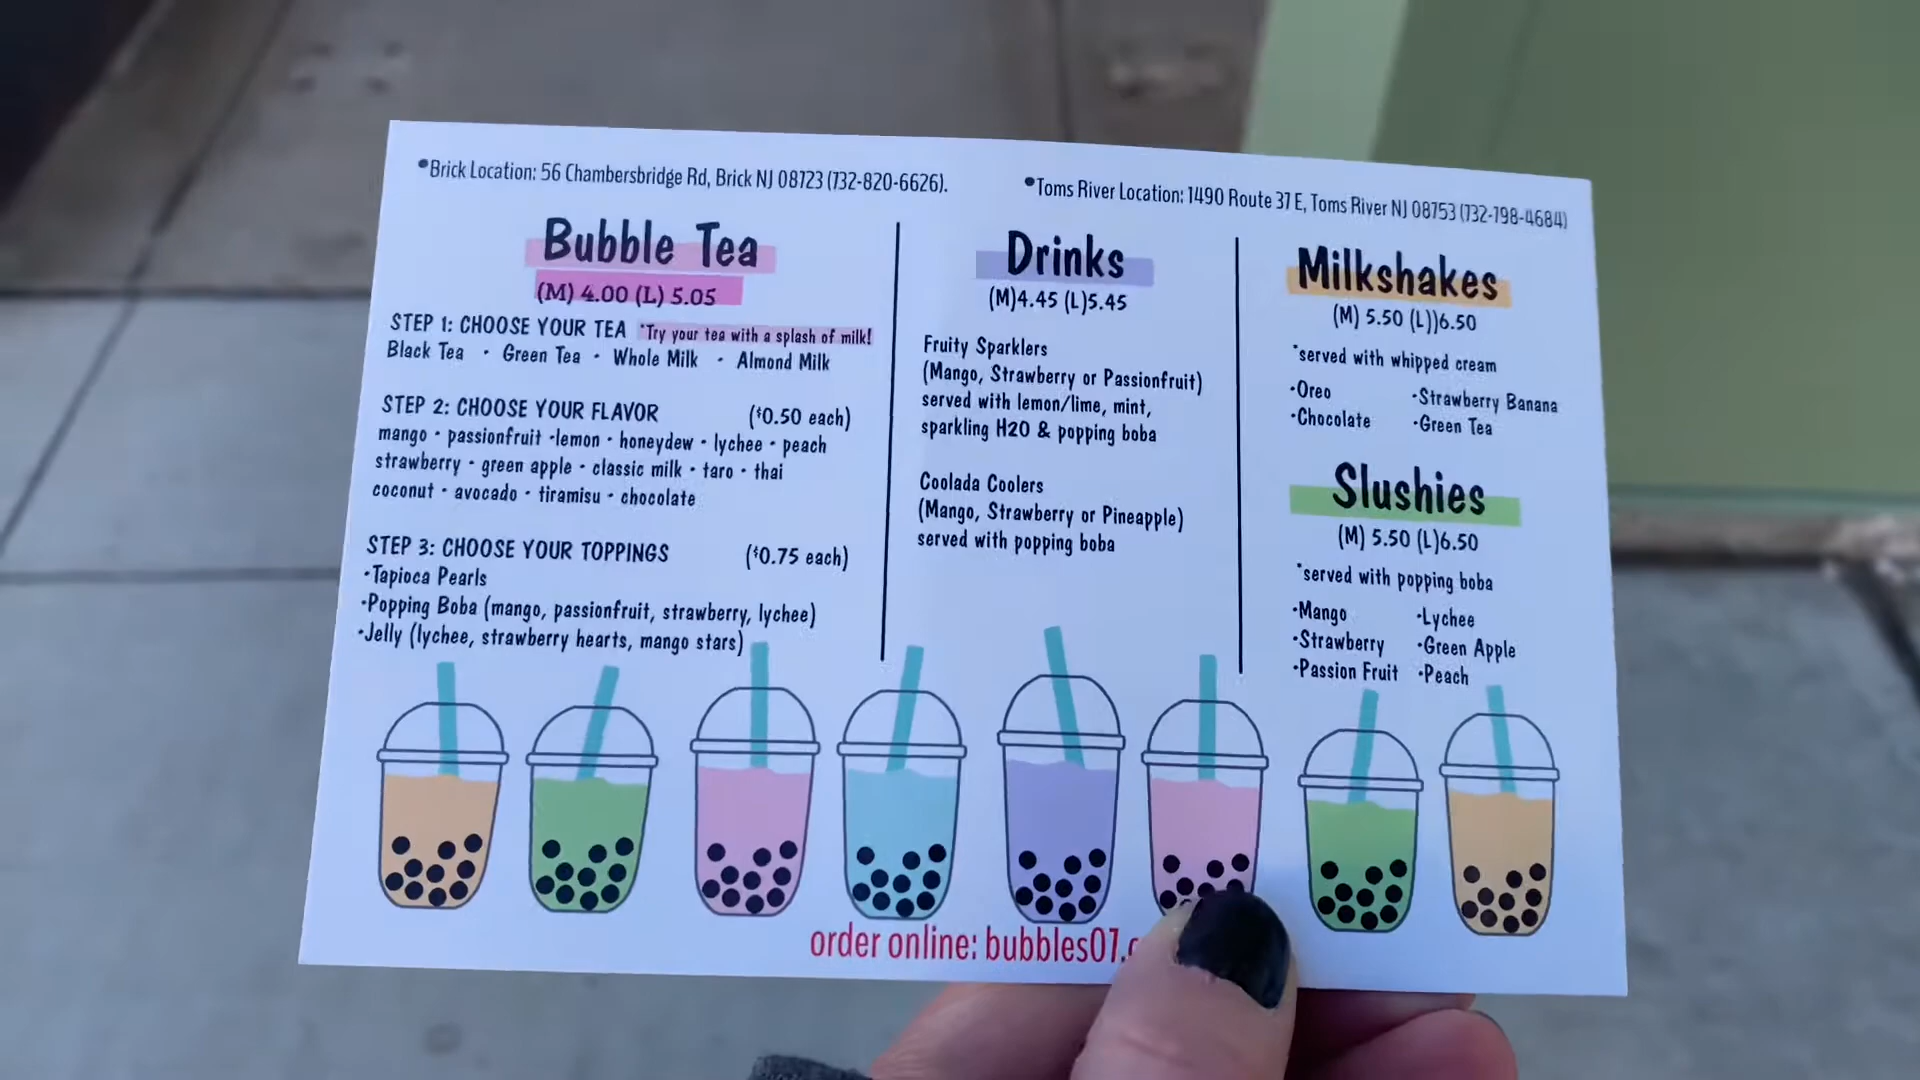 •Brick Location: 56 Chambersbridge Rd, Brick NJ 08723 (732-820-6626).
•Toms River Location: 1490 Route 37 E, Toms River NJ 08753 (732-798-4684)
Bubble Tea
(M) 4.00 (L) 5.05
STEP 1: CHOOSE YOUR TEA *Try your tea with a splash of milk!
Black Tea • Green Tea • Whole Milk • Almond Milk
STEP 2: CHOOSE YOUR FLAVOR ($0.50 each)
mango • passionfruit •lemon • honeydew • lychee • peach
strawberry • green apple • classic milk • taro • thai
coconut • avocado • tiramisu • chocolate
STEP 3: CHOOSE YOUR TOPPINGS ($0.75 each)
•Tapioca Pearls
•Popping Boba (mango, passionfruit, strawberry, lychee)
•Jelly (lychee, strawberry hearts, mango stars)
Drinks
(M)4.45 (L)5.45
Fruity Sparklers
(Mango, Strawberry or Passionfruit)
served with lemon/lime, mint,
sparkling H2O & popping boba
Coolada Coolers
(Mango, Strawberry or Pineapple)
served with popping boba
Milkshakes
(M) 5.50 (L))6.50
*served with whipped cream
•Oreo •Strawberry Banana
•Chocolate •Green Tea
Slushies
(M) 5.50 (L)6.50
*served with popping boba
•Mango •Lychee
•Strawberry •Green Apple
•Passion Fruit •Peach
order online: bubbles07.